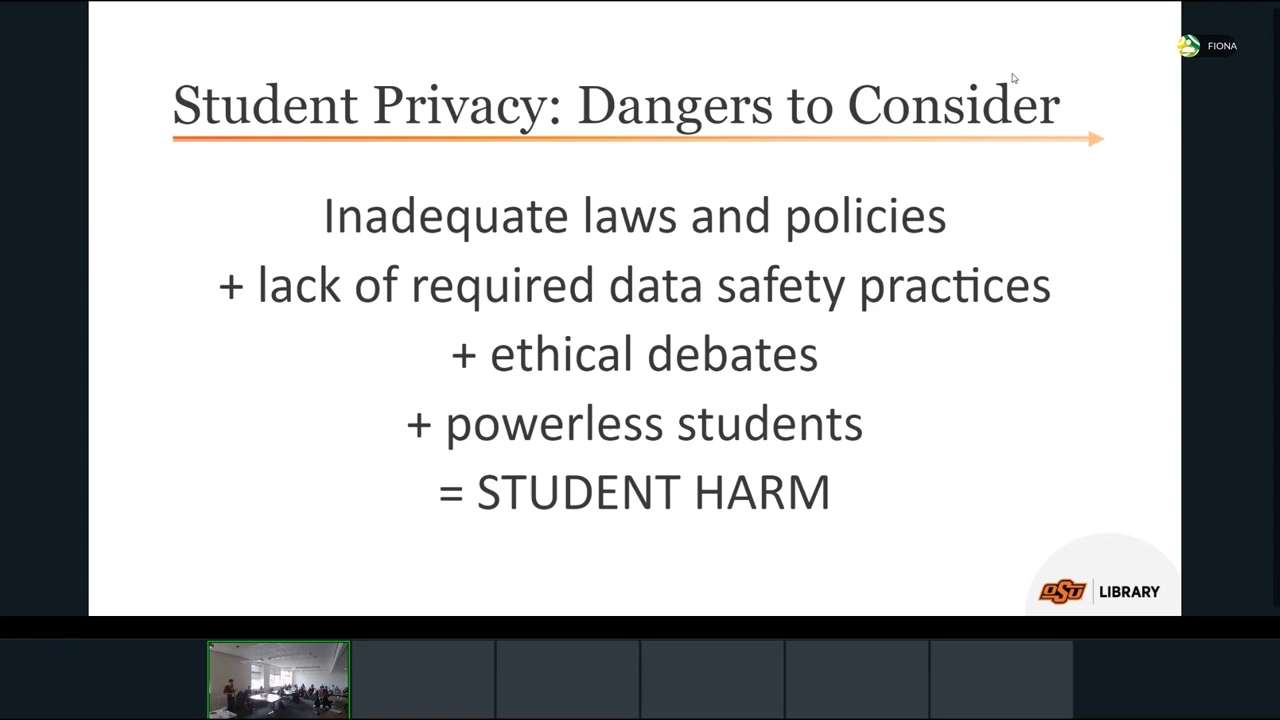 FIONA
Student Privacy: Dangers to Consider
Inadequate laws and policies
+ lack of required data safety practices
+ ethical debates
+ powerless students
= STUDENT HARM
OSU LIBRARY